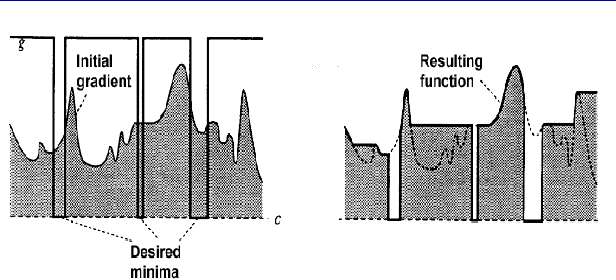 g
Initial
gradient
C
Desired
minima
Resulting
function